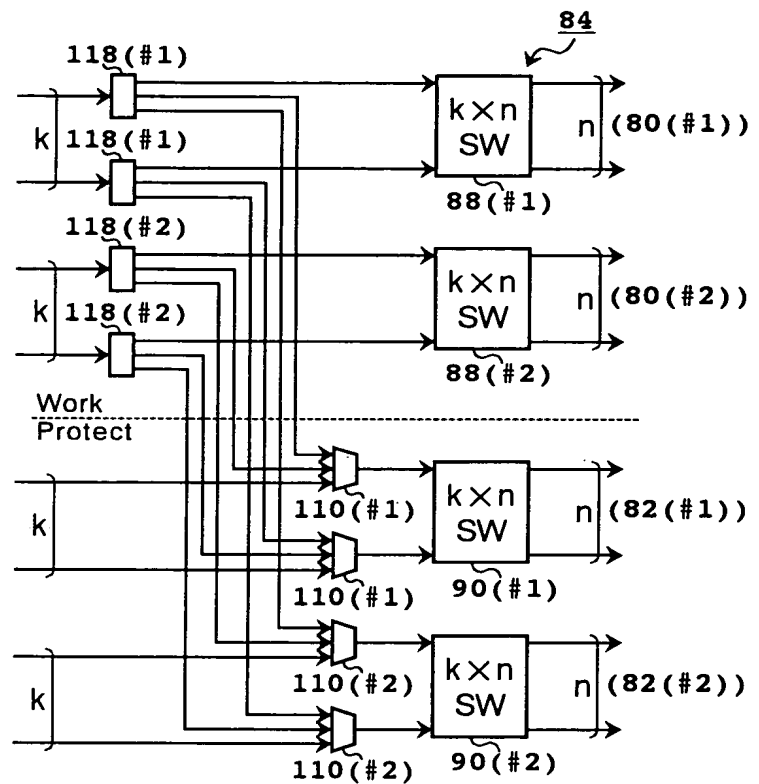 84
118(#1)
k
k×n
SW
n
(80(#1))
118(#1)
88(#1)
118(#2)
k
k×n
SW
n
(80(#2))
118(#2)
88(#2)
Work
Protect
k
110(#1)
k×n
SW
n
(82(#1))
110(#1)
90(#1)
k
110(#2)
k×n
SW
n
(82(#2))
110(#2)
90(#2)